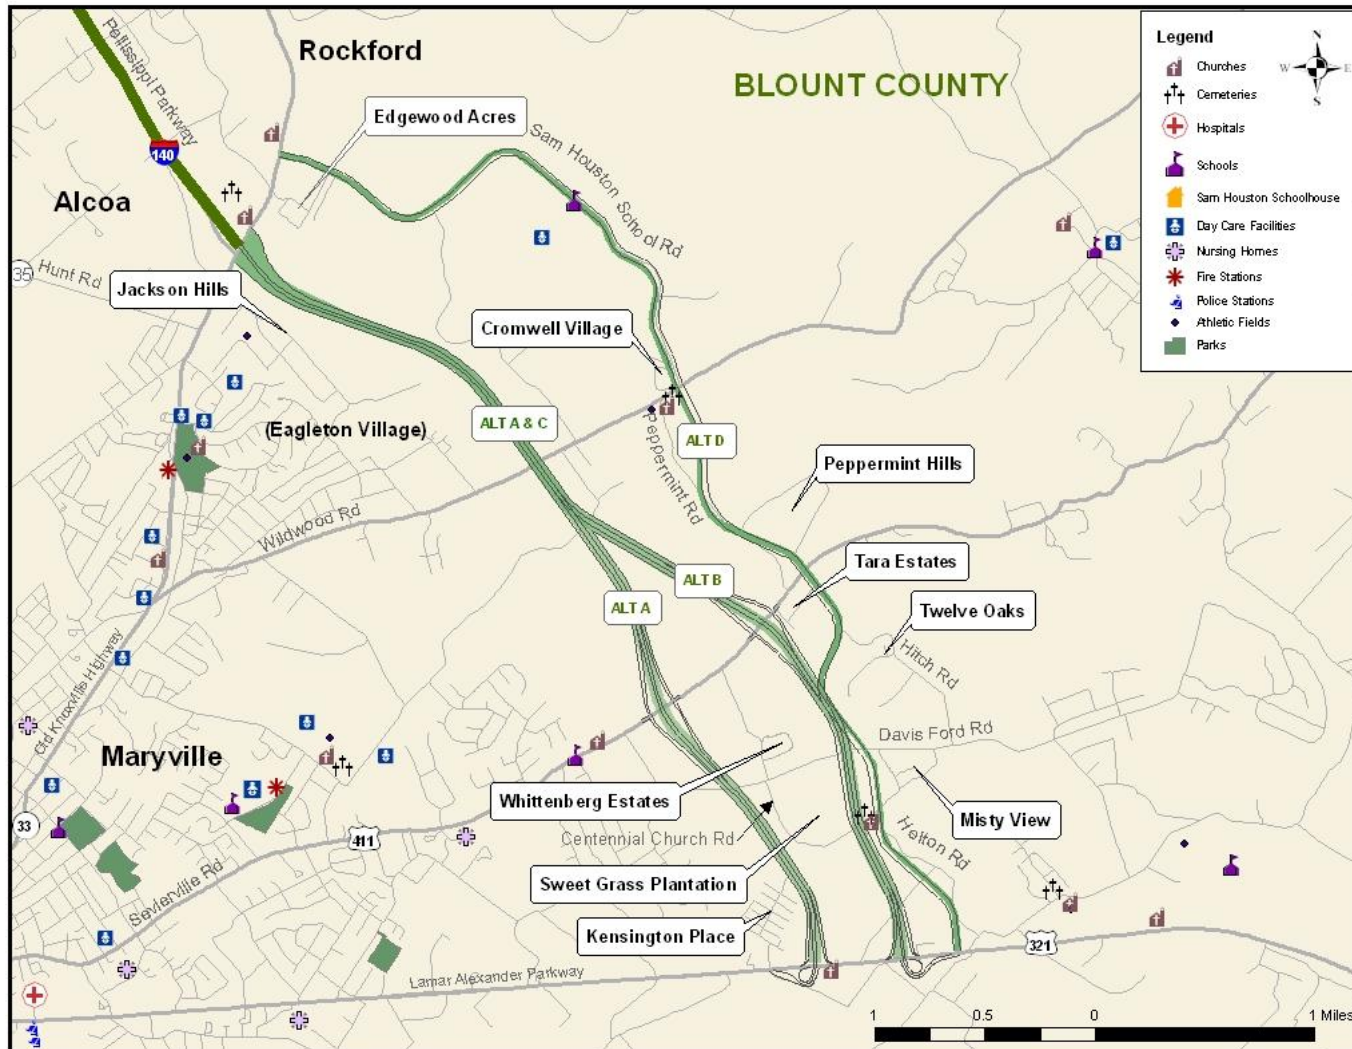 Rockford
BLOUNT COUNTY
Legend
N
W
E
S
Churches
Cemeteries
Hospitals
Schools
Sam Houston Schoolhouse
Day Care Facilities
Nursing Homes
Fire Stations
Police Stations
Athletic Fields
Parks
Pellissippi Parkway
140
Edgewood Acres
Sam Houston School Rd
Alcoa
35
Hunt Rd
Jackson Hills
Cromwell Village
(Eagleton Village)
ALT A & C
ALT D
Peppermint Rd
Peppermint Hills
Wildwood Rd
Tara Estates
ALT B
ALT A
Twelve Oaks
Hitch Rd
Old Knoxville Highway
Davis Ford Rd
Maryville
Whittenberg Estates
Misty View
33
411
Centennial Church Rd
Helton Rd
Sevierville Rd
Sweet Grass Plantation
Kensington Place
321
Lamar Alexander Parkway
1 0.5 0 1 Miles